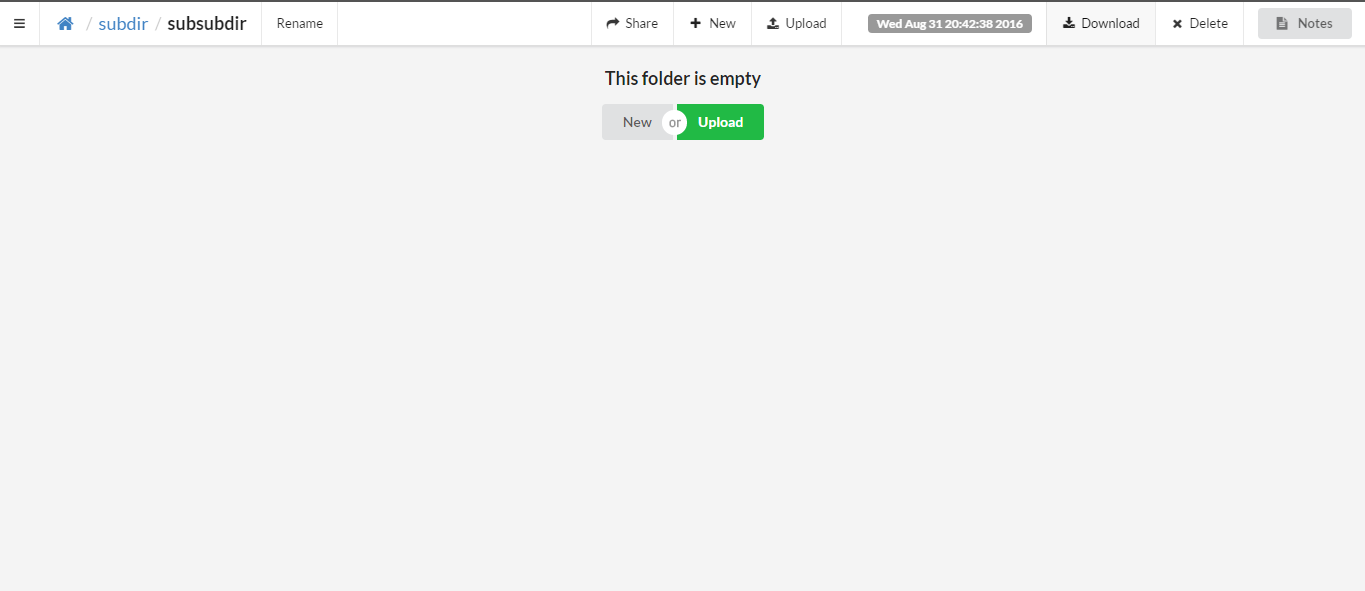 / subdir / subsubdir Rename Share New Upload Wed Aug 31 20:42:38 2016 Download Delete Notes
This folder is empty
New or Upload